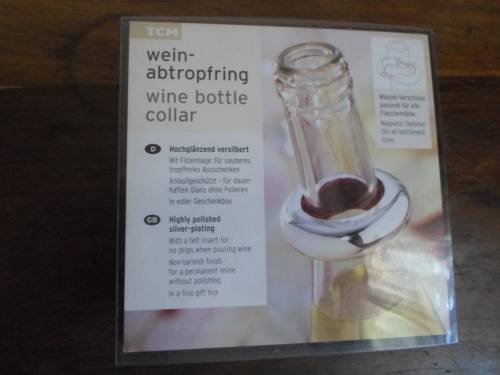 TCM
wein-
abtropfring
wine bottle
collar
D Hochglänzend versilbert
Mit Filzeinlage: für sauberes,
tropffreies Ausschenken
Anlaufgeschützt – für dauer-
haften Glanz ohne Polieren
In edler Geschenkbox
GB Highly polished
silver-plating
With a felt insert for
no drips when pouring wine
Non-tarnish finish –
for a permanent shine
without polishing
In a fine gift box
Magnet-Verschluss:
passend für alle
Flaschenhälse
Magnetic fastener:
fits all bottleneck
sizes